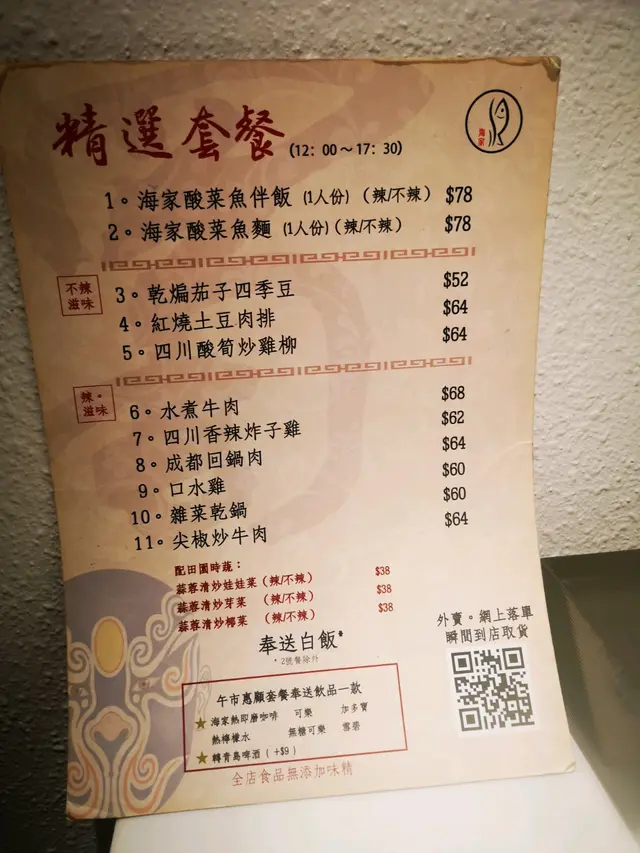 精選套餐 (12：00～17：30)
海家
1。海家酸菜魚伴飯 (1人份) (辣/不辣) $78
2。海家酸菜魚麵 (1人份) (辣/不辣) $78
不辣滋味
3。乾煸茄子四季豆 $52
4。紅燒土豆肉排 $64
5。四川酸筍炒雞柳 $64
辣・滋味
6。水煮牛肉 $68
7。四川香辣炸子雞 $62
8。成都回鍋肉 $64
9。口水雞 $60
10。雜菜乾鍋 $60
11。尖椒炒牛肉 $64
配田園時蔬：
蒜蓉清炒娃娃菜 (辣/不辣) $38
蒜蓉清炒芽菜 (辣/不辣) $38
蒜蓉清炒椰菜 (辣/不辣) $38
奉送白飯*
*2號餐除外
外賣。網上落單
瞬間到店取貨
午市惠顧套餐奉送飲品一款
★海家熱即磨咖啡 可樂 加多寶
熱檸檬水 無糖可樂 雪碧
★轉青島啤酒 (+$9)
全店食品無添加味精